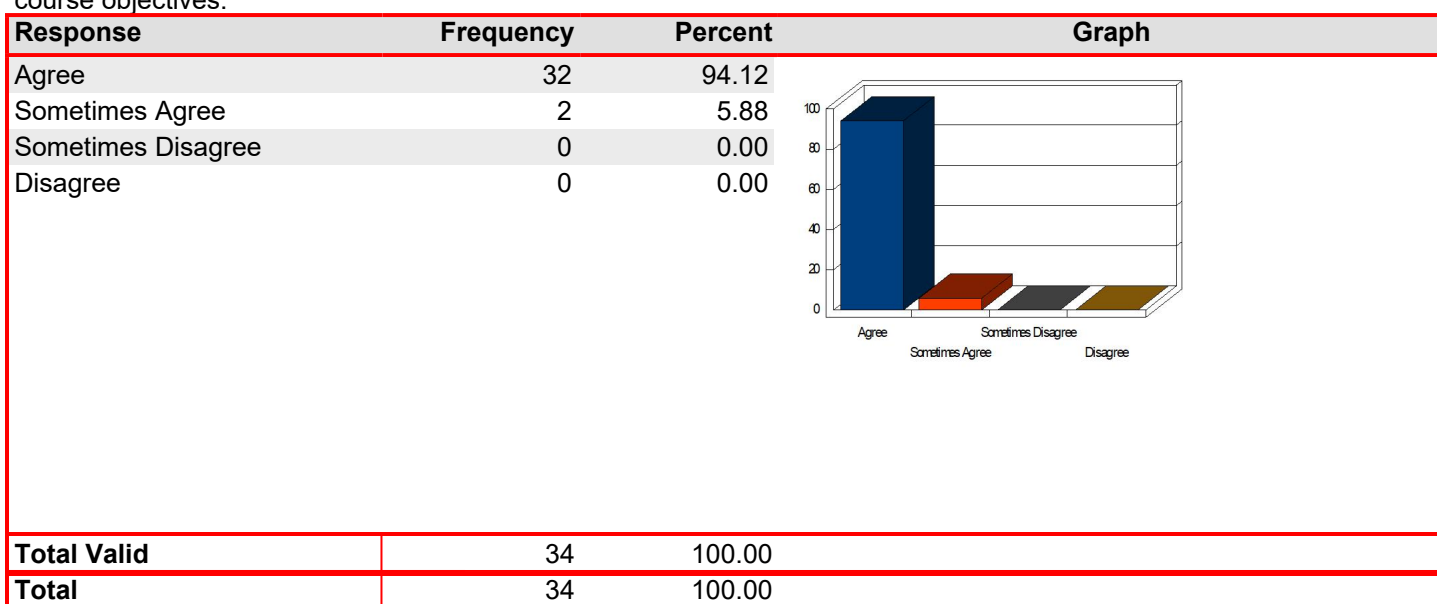 course objectives.
Response Frequency Percent Graph
Agree 32 94.12
Sometimes Agree 2 5.88
Sometimes Disagree 0 0.00
Disagree 0 0.00
100
80
60
40
20
0
Agree Sometimes Disagree
Sometimes Agree Disagree
Total Valid 34 100.00
Total 34 100.00